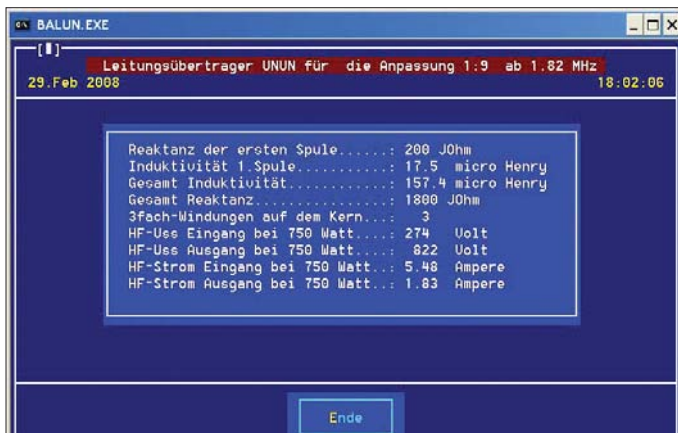 BALUN.EXE
[■]
Leitungsübertrager UNUN für die Anpassung 1:9 ab 1.82 MHz
29.Feb 2008 18:02:06
Reaktanz der ersten Spule......: 200 JOhm
Induktivität 1.Spule...........: 17.5 micro Henry
Gesamt Induktivität............: 157.4 micro Henry
Gesamt Reaktanz................: 1800 JOhm
3fach-Windungen auf dem Kern...: 3
HF-Uss Eingang bei 750 Watt....: 274 Volt
HF-Uss Ausgang bei 750 Watt....: 822 Volt
HF-Strom Eingang bei 750 Watt..: 5.48 Ampere
HF-Strom Ausgang bei 750 Watt..: 1.83 Ampere
Ende